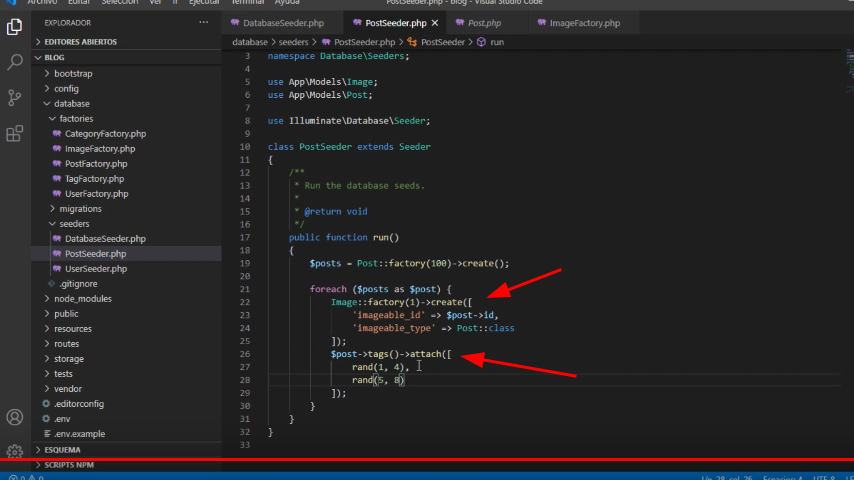 Archivo Editar Selección Ver Ir Ejecutar Terminal Ayuda PostSeeder.php - blog - Visual Studio Code
EXPLORADOR ...
DatabaseSeeder.php PostSeeder.php Post.php ImageFactory.php
EDITORES ABIERTOS
BLOG
bootstrap
config
database
factories
CategoryFactory.php
ImageFactory.php
PostFactory.php
TagFactory.php
UserFactory.php
migrations
seeders
DatabaseSeeder.php
PostSeeder.php
UserSeeder.php
.gitignore
node_modules
public
resources
routes
storage
tests
vendor
.editorconfig
.env
.env.example
ESQUEMA
SCRIPTS NPM
database > seeders > PostSeeder.php > PostSeeder > run
3 namespace Database\Seeders;
4
5 use App\Models\Image;
6 use App\Models\Post;
7
8 use Illuminate\Database\Seeder;
9
10 class PostSeeder extends Seeder
11 {
12 /**
13 * Run the database seeds.
14 *
15 * @return void
16 */
17 public function run()
18 {
19 $posts = Post::factory(100)->create();
20
21 foreach ($posts as $post) {
22 Image::factory(1)->create([
23 'imageable_id' => $post->id,
24 'imageable_type' => Post::class
25 ]);
26 $post->tags()->attach([
27 rand(1, 4),
28 rand(5, 8)
29 ]);
30 }
31 }
32 }
33
0 0 Ln. 28, col. 26 Espacios: 4 UTF-8